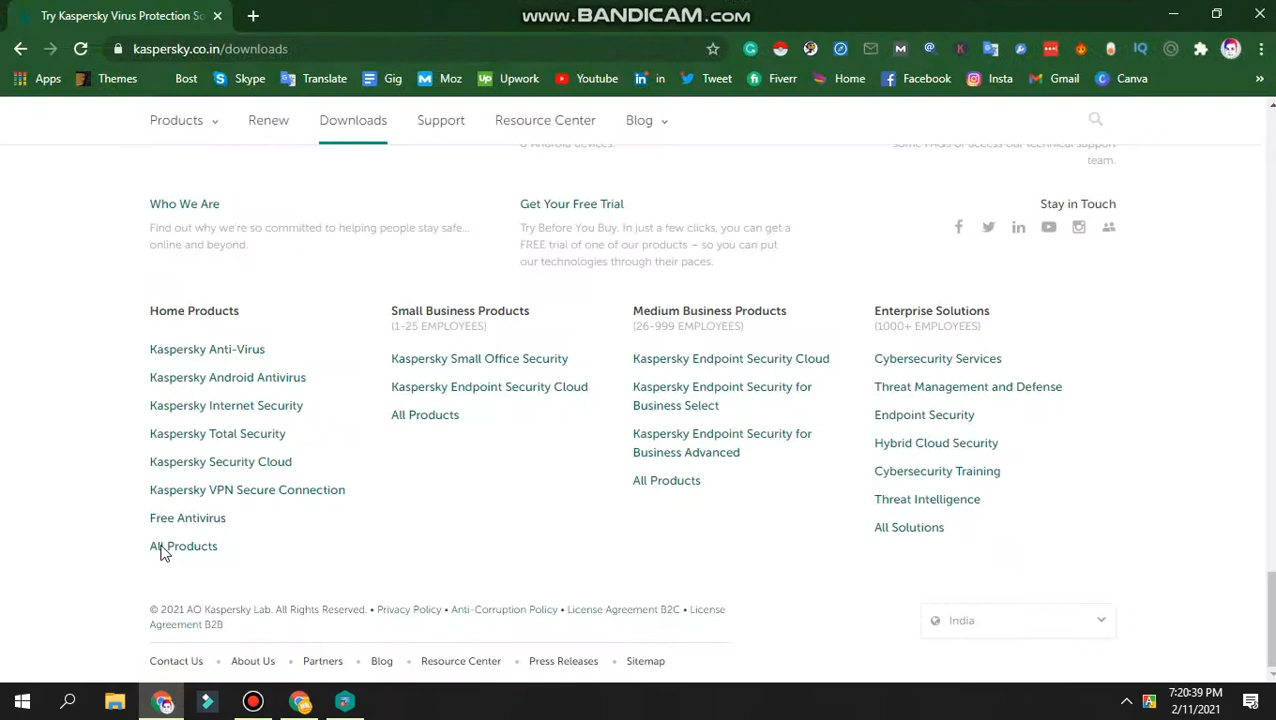 Try Kaspersky Virus Protection So
www.BANDICAM.com
kaspersky.co.in/downloads
Apps Themes Bost Skype Translate Gig Moz Upwork Youtube in Tweet Fiverr Home Facebook Insta Gmail Canva
Products Renew Downloads Support Resource Center Blog
& Android devices.
some FAQs or access our technical support
team.
Who We Are
Find out why we're so committed to helping people stay safe...
online and beyond.
Get Your Free Trial
Try Before You Buy. In just a few clicks, you can get a
FREE trial of one of our products – so you can put
our technologies through their paces.
Stay in Touch
Home Products
Kaspersky Anti-Virus
Kaspersky Android Antivirus
Kaspersky Internet Security
Kaspersky Total Security
Kaspersky Security Cloud
Kaspersky VPN Secure Connection
Free Antivirus
All Products
Small Business Products
(1-25 EMPLOYEES)
Kaspersky Small Office Security
Kaspersky Endpoint Security Cloud
All Products
Medium Business Products
(26-999 EMPLOYEES)
Kaspersky Endpoint Security Cloud
Kaspersky Endpoint Security for
Business Select
Kaspersky Endpoint Security for
Business Advanced
All Products
Enterprise Solutions
(1000+ EMPLOYEES)
Cybersecurity Services
Threat Management and Defense
Endpoint Security
Hybrid Cloud Security
Cybersecurity Training
Threat Intelligence
All Solutions
© 2021 AO Kaspersky Lab. All Rights Reserved. • Privacy Policy • Anti-Corruption Policy • License Agreement B2C • License
Agreement B2B
India
Contact Us • About Us • Partners • Blog • Resource Center • Press Releases • Sitemap
7:20:39 PM
2/11/2021